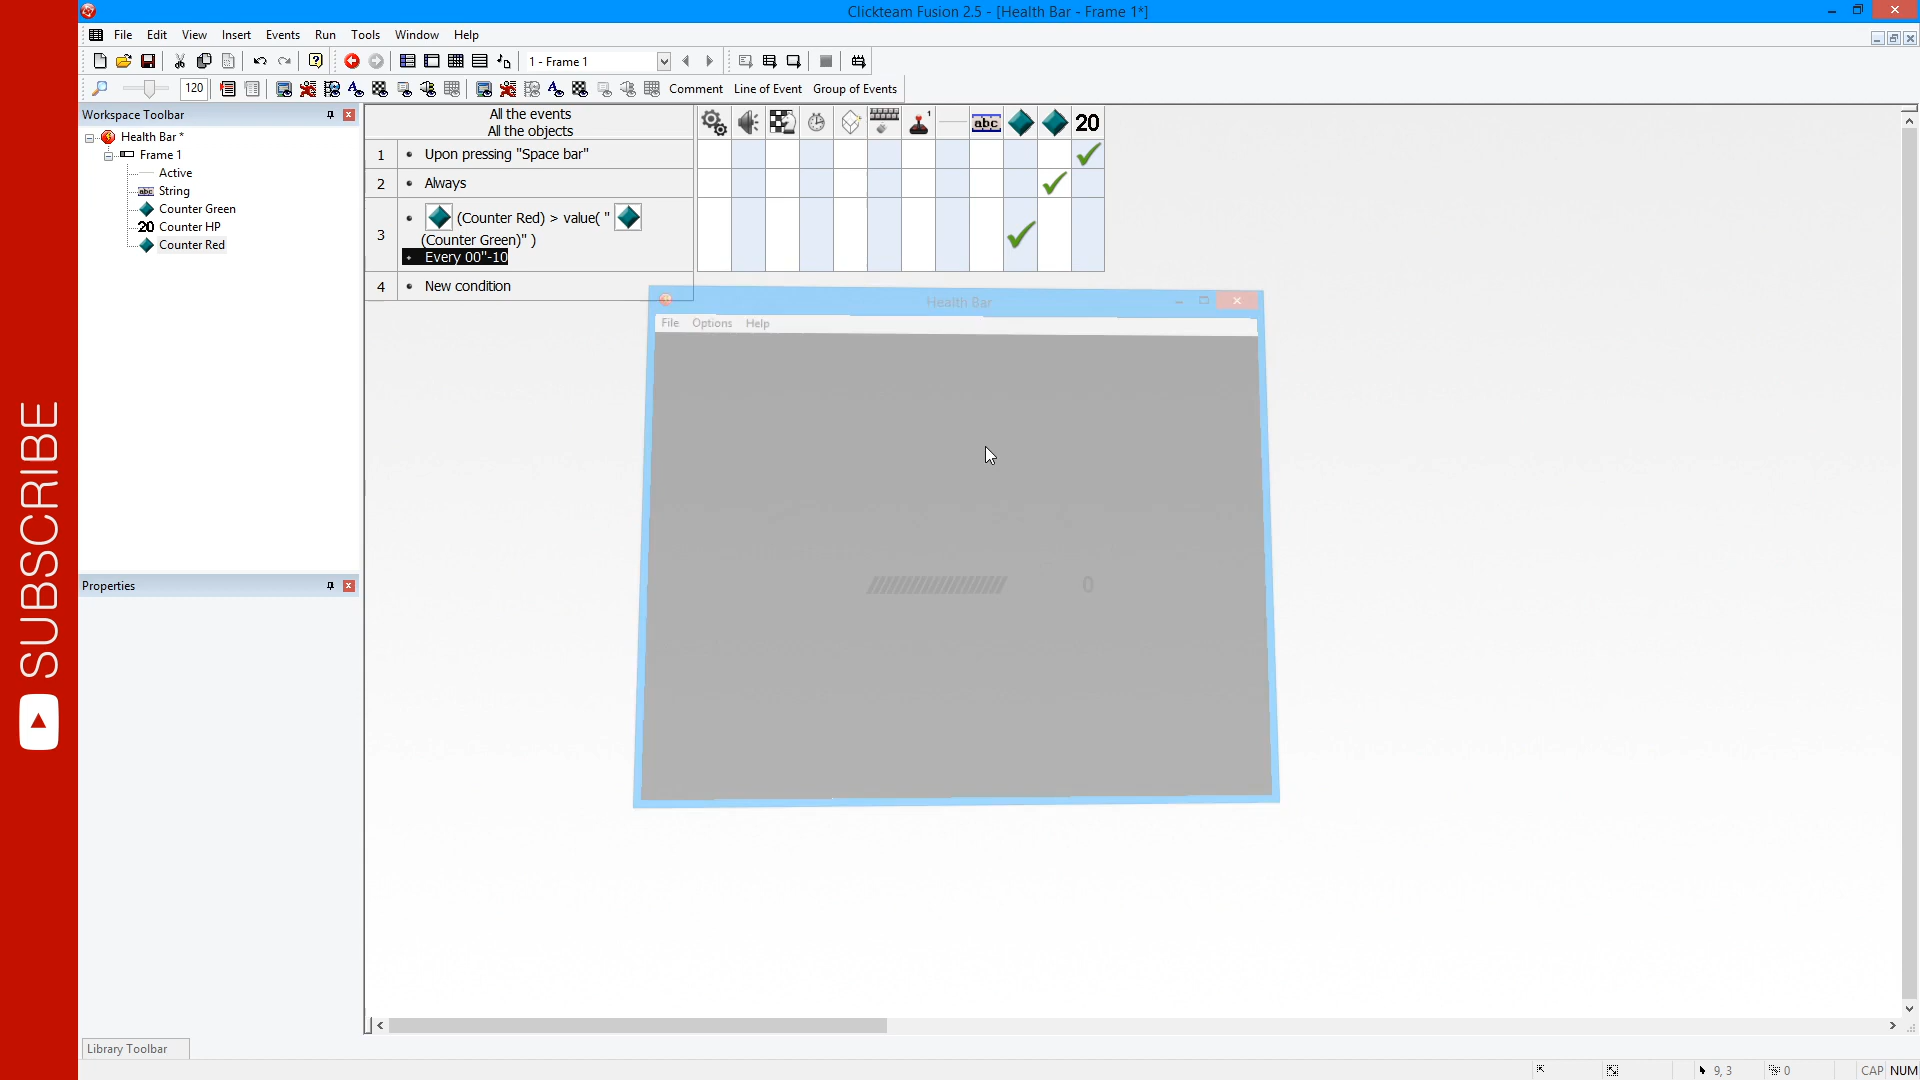 Clickteam Fusion 2.5 - [Health Bar - Frame 1*]
File Edit View Insert Events Run Tools Window Help
1 - Frame 1
120
Comment Line of Event Group of Events
Workspace Toolbar
Health Bar *
Frame 1
Active
abc String
Counter Green
20 Counter HP
Counter Red
Properties
Library Toolbar
All the events
All the objects
1 abc 20
1 • Upon pressing "Space bar"
2 • Always
3 • (Counter Red) > value( "
(Counter Green)" )
• Every 00"-10
4 • New condition
Health Bar
File Options Help
0
SUBSCRIBE
9, 3 0 CAP NUM